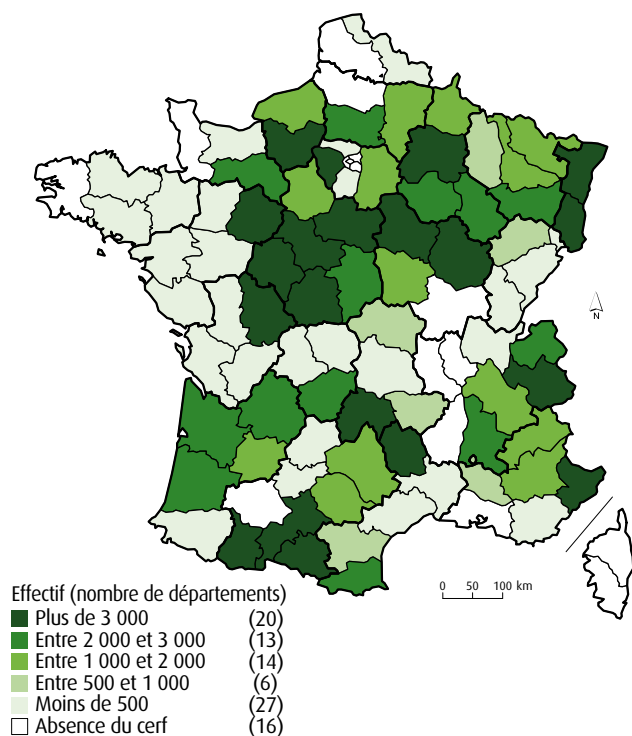 N
0 50 100 km
Effectif (nombre de départements)
Plus de 3 000 (20)
Entre 2 000 et 3 000 (13)
Entre 1 000 et 2 000 (14)
Entre 500 et 1 000 (6)
Moins de 500 (27)
Absence du cerf (16)